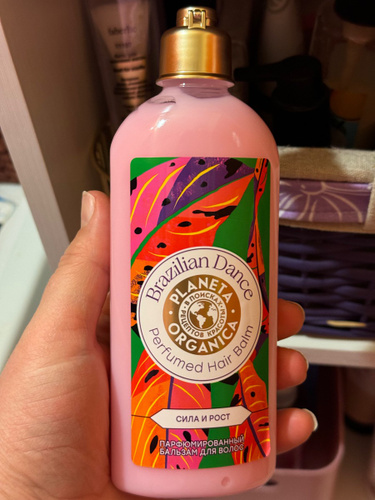 Brazilian Dance
PLANETA
В ПОИСКАХ
РЕЦЕПТОВ КРАСОТЫ
ORGANICA
Perfumed Hair Balm
СИЛА И РОСТ
ПАРФЮМИРОВАННЫЙ
БАЛЬЗАМ ДЛЯ ВОЛОС